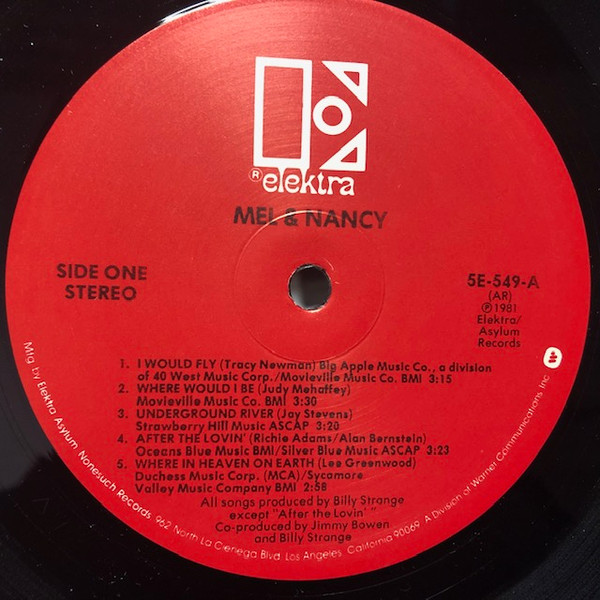 ® elektra
MEL & NANCY
SIDE ONE
STEREO
5E-549-A
(AR)
℗ 1981
Elektra/
Asylum
Records
1. I WOULD FLY (Tracy Newman) Big Apple Music Co., a division
of 40 West Music Corp./Movieville Music Co. BMI 3:15
2. WHERE WOULD I BE (Judy Mehaffey)
Movieville Music Co. BMI 3:30
3. UNDERGROUND RIVER (Jay Stevens)
Strawberry Hill Music ASCAP 3:20
4. AFTER THE LOVIN' (Richie Adams/Alan Bernstein)
Oceans Blue Music BMI/Silver Blue Music ASCAP 3:23
5. WHERE IN HEAVEN ON EARTH (Lee Greenwood)
Duchess Music Corp. (MCA)/Sycamore
Valley Music Company BMI 2:58
All songs produced by Billy Strange
except "After the Lovin'"
Co-produced by Jimmy Bowen
and Billy Strange
Mfg by Elektra Asylum Nonesuch Records. 962 North La Cienega Blvd Los Angeles, California 90069. A Division of Warner Communications Inc